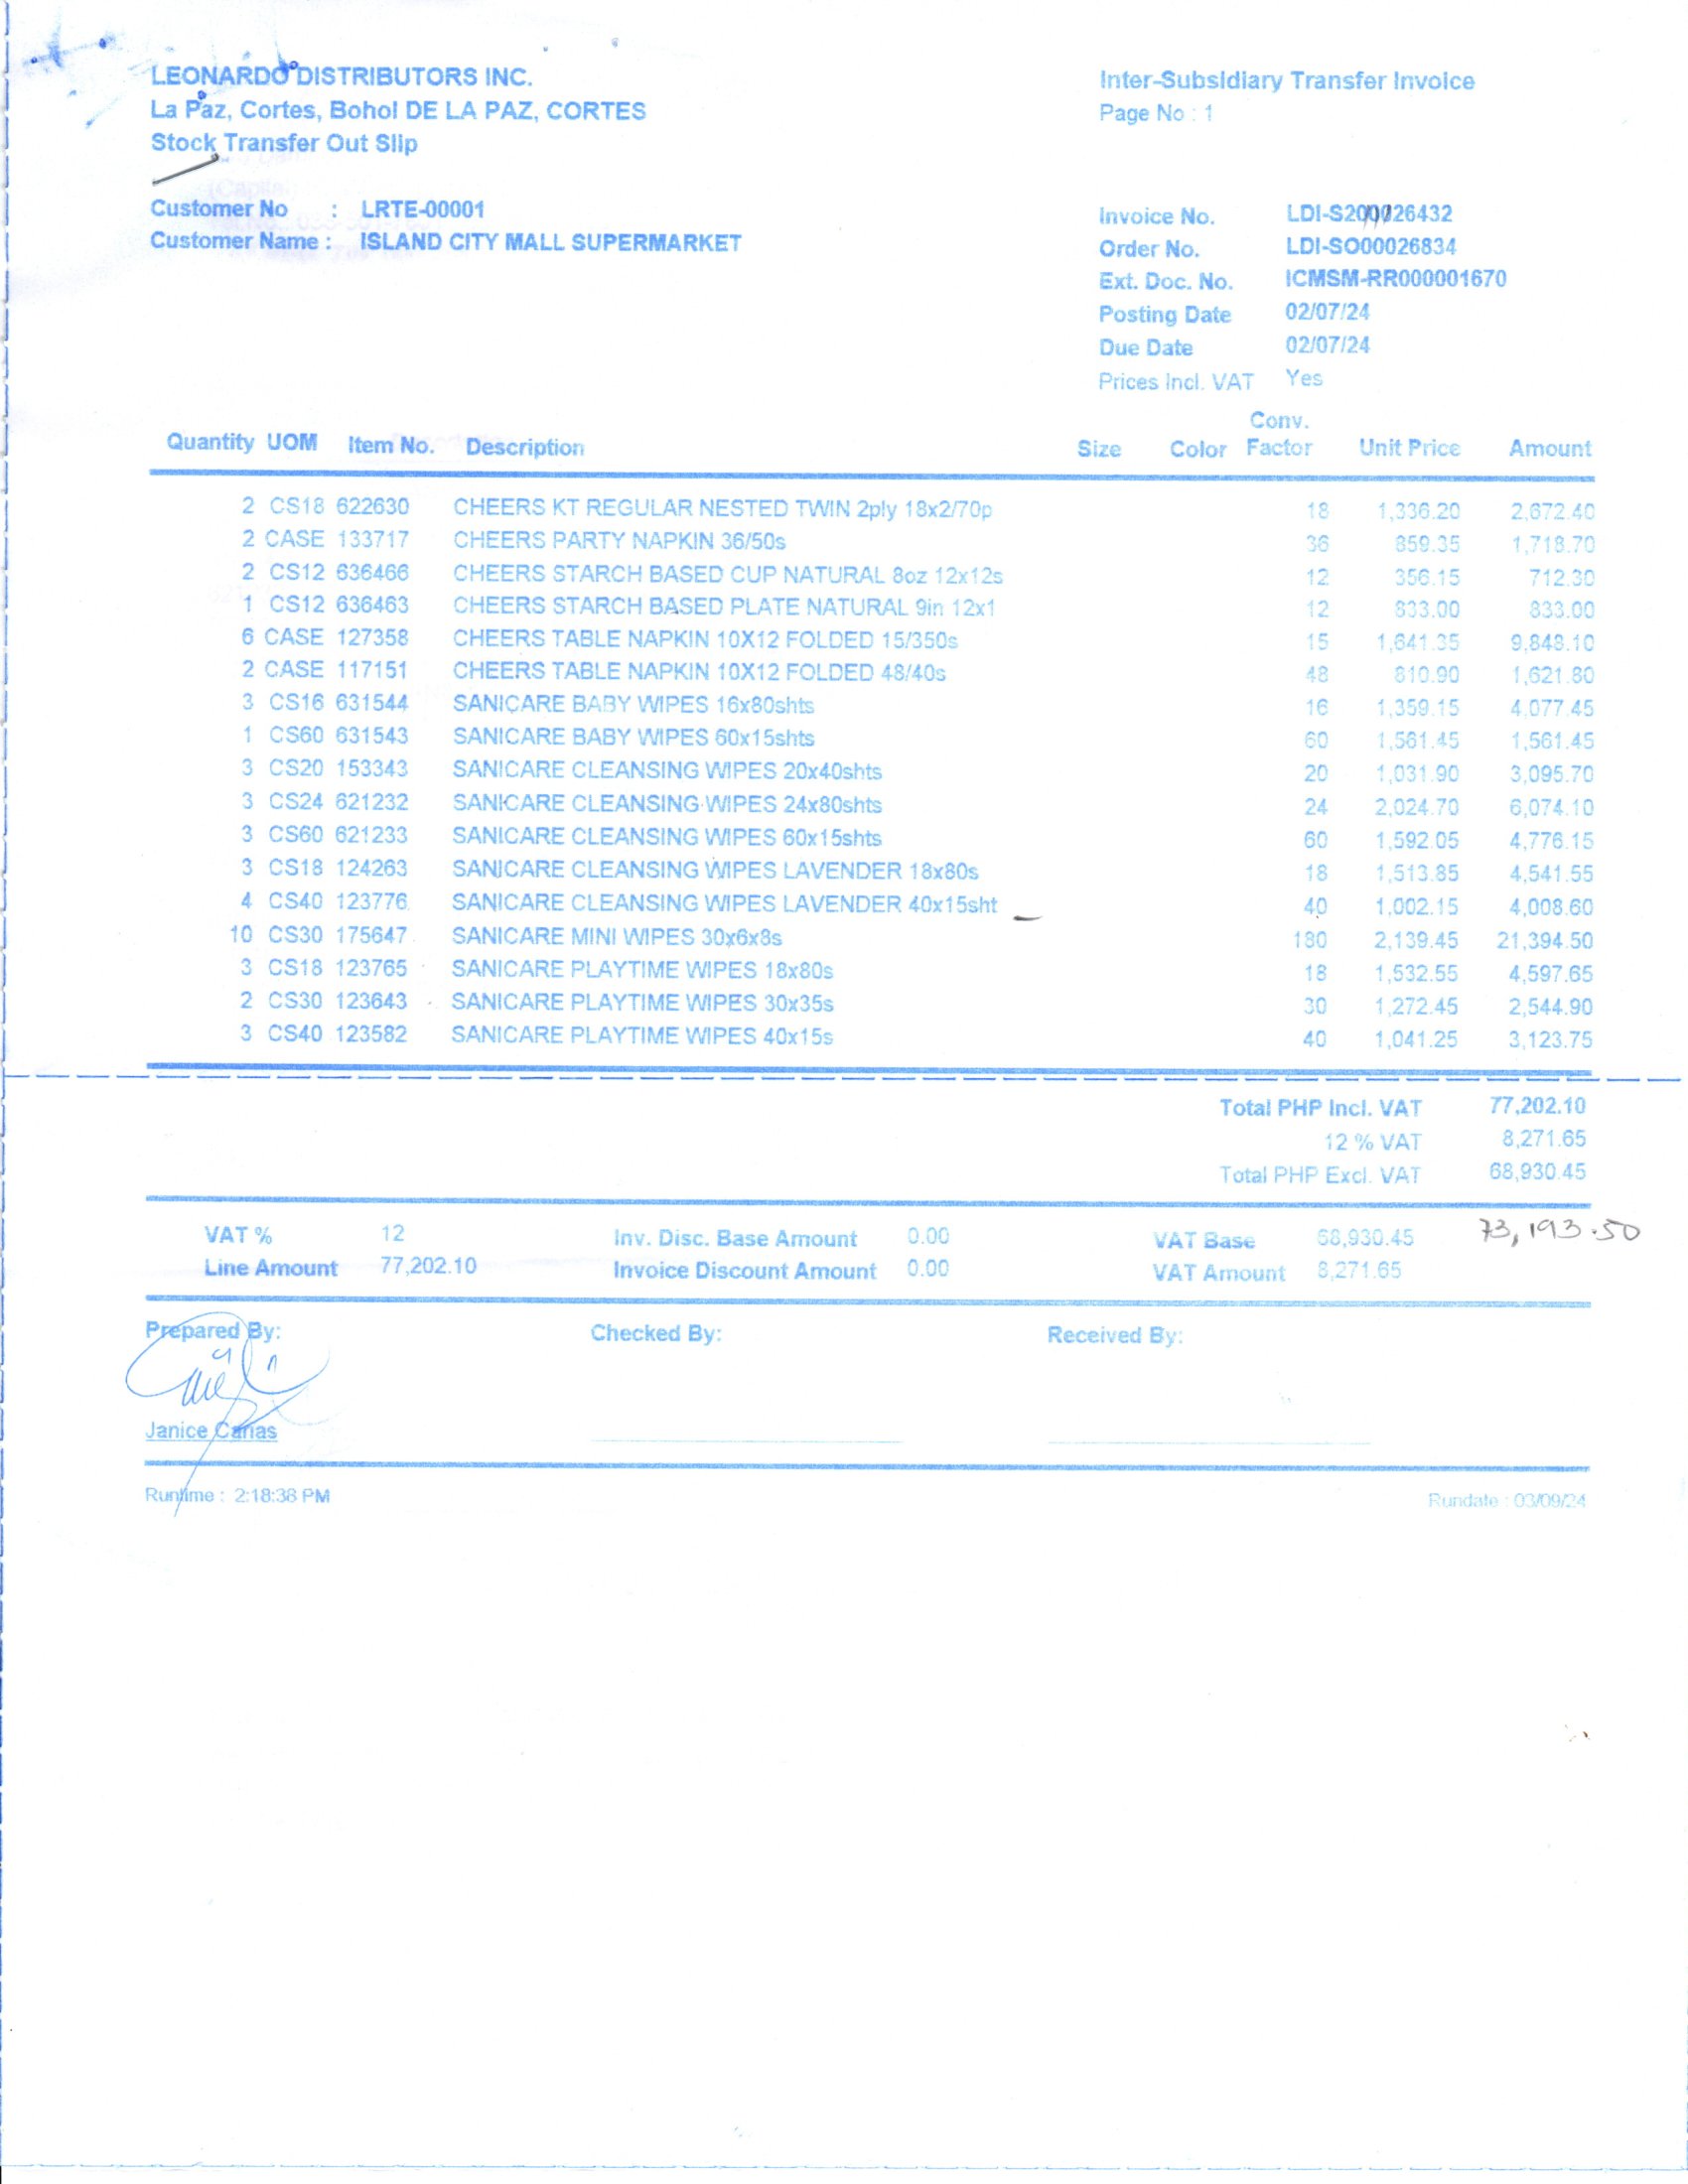 LEONARDO DISTRIBUTORS INC.
La Paz, Cortes, Bohol DE LA PAZ, CORTES
Stock Transfer Out Slip
Inter-Subsidiary Transfer Invoice
Page No : 1
Customer No : LRTE-00001
Customer Name : ISLAND CITY MALL SUPERMARKET
Invoice No. LDI-S200026432
Order No. LDI-SO00026834
Ext. Doc. No. ICMSM-RR000001670
Posting Date 02/07/24
Due Date 02/07/24
Prices Incl. VAT Yes
Quantity UOM Item No. Description Size Color Conv. Factor Unit Price Amount
2 CS18 622630 CHEERS KT REGULAR NESTED TWIN 2ply 18x2/70p 18 1,336.20 2,672.40
2 CASE 133717 CHEERS PARTY NAPKIN 36/50s 36 859.35 1,718.70
2 CS12 636466 CHEERS STARCH BASED CUP NATURAL 8oz 12x12s 12 356.15 712.30
1 CS12 636463 CHEERS STARCH BASED PLATE NATURAL 9in 12x1 12 833.00 833.00
6 CASE 127358 CHEERS TABLE NAPKIN 10X12 FOLDED 15/350s 15 1,641.35 9,848.10
2 CASE 117151 CHEERS TABLE NAPKIN 10X12 FOLDED 48/40s 48 810.90 1,621.80
3 CS16 631544 SANICARE BABY WIPES 16x80shts 16 1,359.15 4,077.45
1 CS60 631543 SANICARE BABY WIPES 60x15shts 60 1,561.45 1,561.45
3 CS20 153343 SANICARE CLEANSING WIPES 20x40shts 20 1,031.90 3,095.70
3 CS24 621232 SANICARE CLEANSING WIPES 24x80shts 24 2,024.70 6,074.10
3 CS60 621233 SANICARE CLEANSING WIPES 60x15shts 60 1,592.05 4,776.15
3 CS18 124263 SANICARE CLEANSING WIPES LAVENDER 18x80s 18 1,513.85 4,541.55
4 CS40 123776 SANICARE CLEANSING WIPES LAVENDER 40x15sht 40 1,002.15 4,008.60
10 CS30 175647 SANICARE MINI WIPES 30x6x8s 180 2,139.45 21,394.50
3 CS18 123765 SANICARE PLAYTIME WIPES 18x80s 18 1,532.55 4,597.65
2 CS30 123643 SANICARE PLAYTIME WIPES 30x35s 30 1,272.45 2,544.90
3 CS40 123582 SANICARE PLAYTIME WIPES 40x15s 40 1,041.25 3,123.75
Total PHP Incl. VAT 77,202.10
12 % VAT 8,271.65
Total PHP Excl. VAT 68,930.45
VAT % 12 Inv. Disc. Base Amount 0.00 VAT Base 68,930.45 73,193.50
Line Amount 77,202.10 Invoice Discount Amount 0.00 VAT Amount 8,271.65
Prepared By: Checked By: Received By:
Janice Carias
Runtime : 2:18:38 PM Rundate : 03/09/24